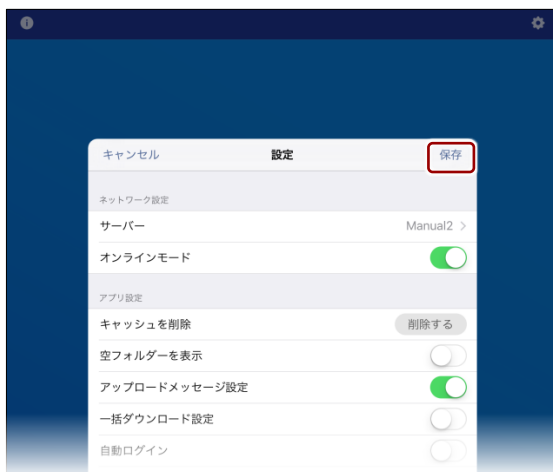 キャンセル 設定 保存
ネットワーク設定
サーバー Manual2 >
オンラインモード
アプリ設定
キャッシュを削除 削除する
空フォルダーを表示
アップロードメッセージ設定
一括ダウンロード設定
自動ログイン